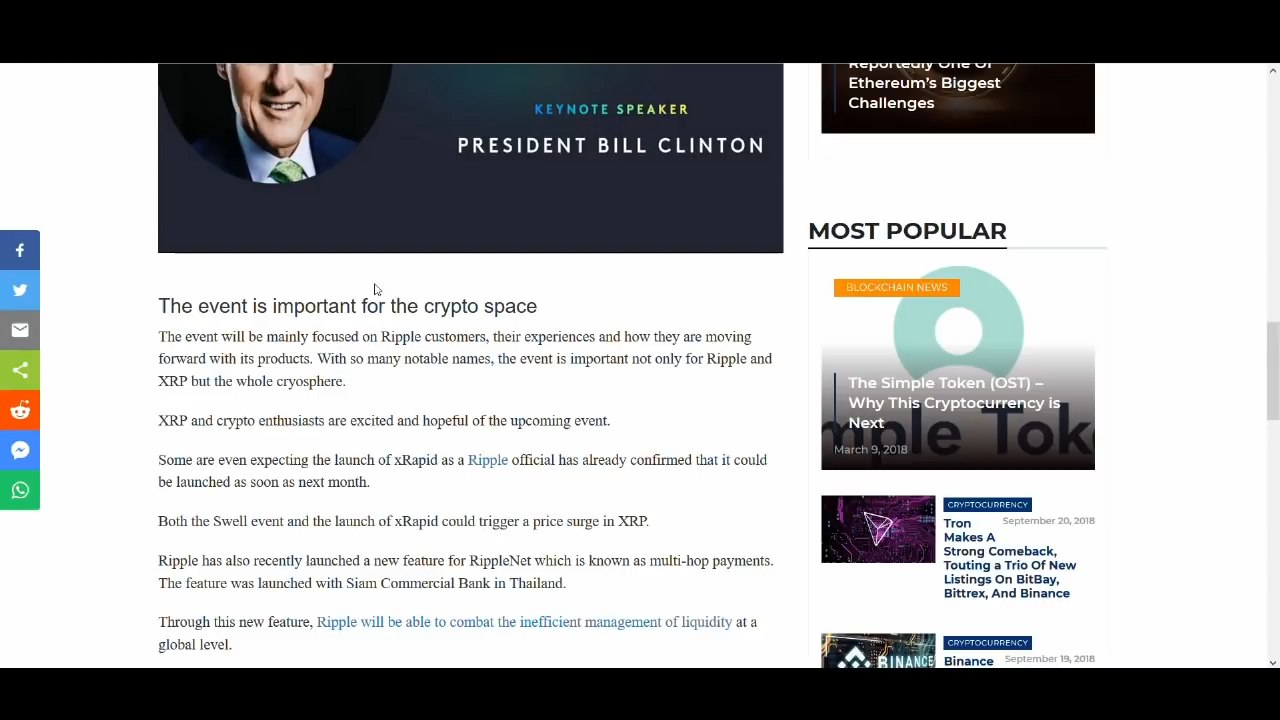 KEYNOTE SPEAKER
PRESIDENT BILL CLINTON
The event is important for the crypto space
The event will be mainly focused on Ripple customers, their experiences and how they are moving
forward with its products. With so many notable names, the event is important not only for Ripple and
XRP but the whole cryosphere.
XRP and crypto enthusiasts are excited and hopeful of the upcoming event.
Some are even expecting the launch of xRapid as a Ripple official has already confirmed that it could
be launched as soon as next month.
Both the Swell event and the launch of xRapid could trigger a price surge in XRP.
Ripple has also recently launched a new feature for RippleNet which is known as multi-hop payments.
The feature was launched with Siam Commercial Bank in Thailand.
Through this new feature, Ripple will be able to combat the inefficient management of liquidity at a
global level.
Reportedly One Of
Ethereum's Biggest
Challenges
MOST POPULAR
BLOCKCHAIN NEWS
The Simple Token (OST) –
Why This Cryptocurrency is
Next
mple Tok
March 9, 2018
CRYPTOCURRENCY
Tron September 20, 2018
Makes A
Strong Comeback,
Touting a Trio Of New
Listings On BitBay,
Bittrex, And Binance
BINANCE
CRYPTOCURRENCY
Binance September 19, 2018